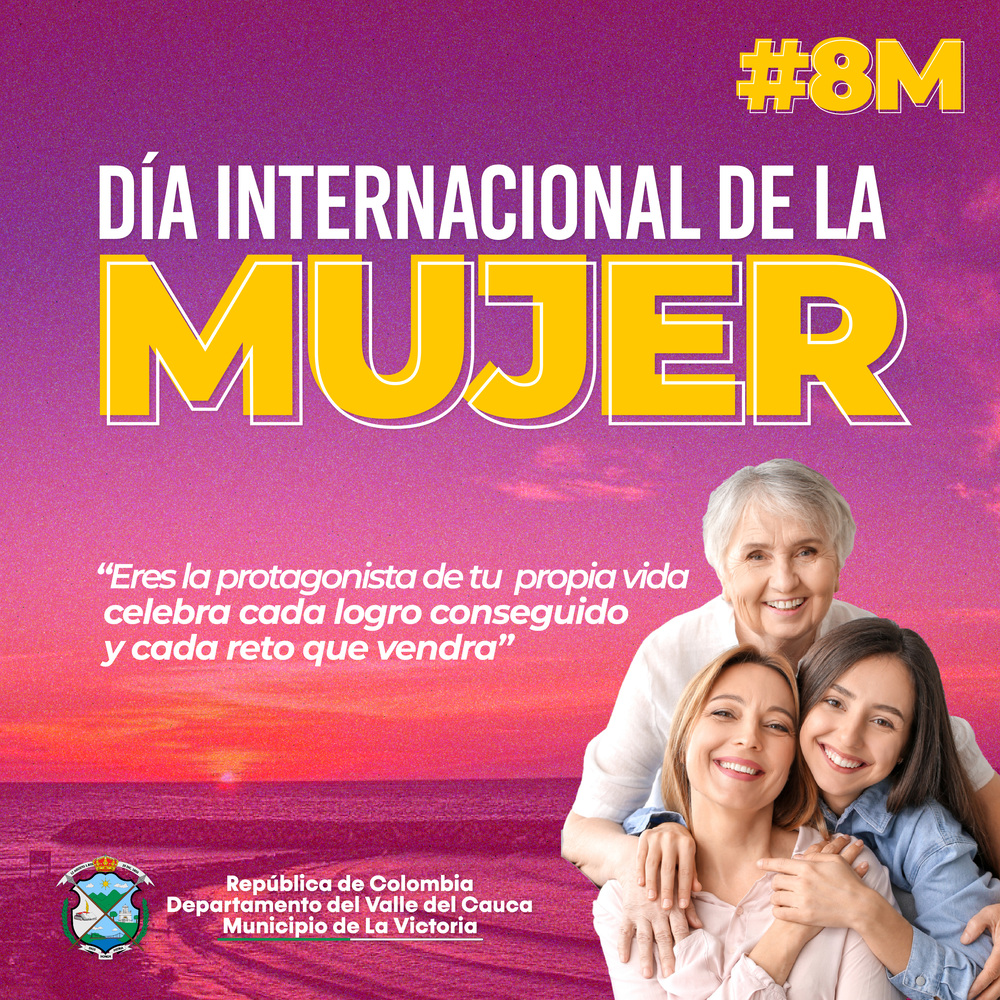 #8M
DÍA INTERNACIONAL DE LA
MUJER
“Eres la protagonista de tu propia vida
celebra cada logro conseguido
y cada reto que vendra”
República de Colombia
Departamento del Valle del Cauca
Municipio de La Victoria